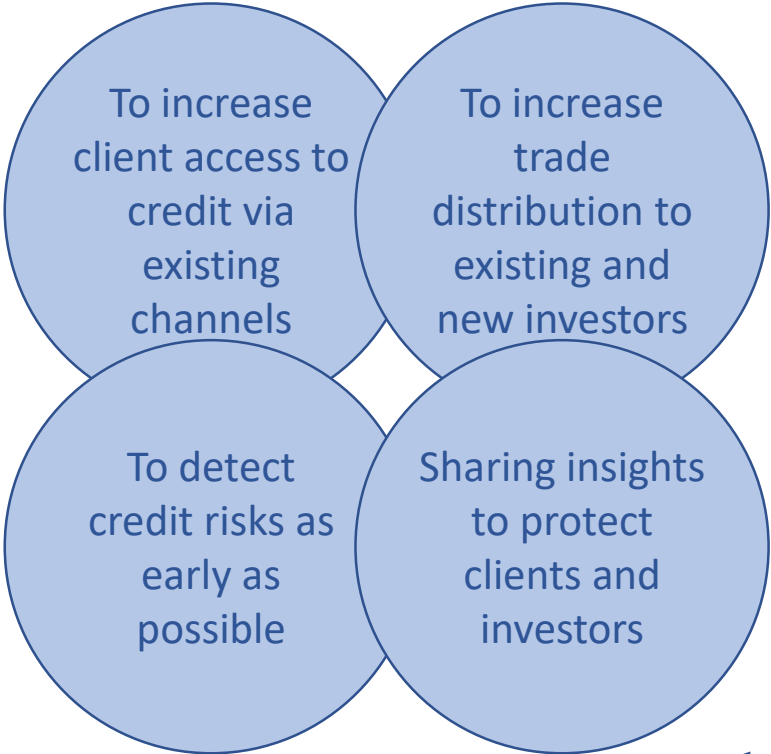 To increase
client access to
credit via
existing
channels
To increase
trade
distribution to
existing and
new investors
To detect
credit risks as
early as
possible
Sharing insights
to protect
clients and
investors